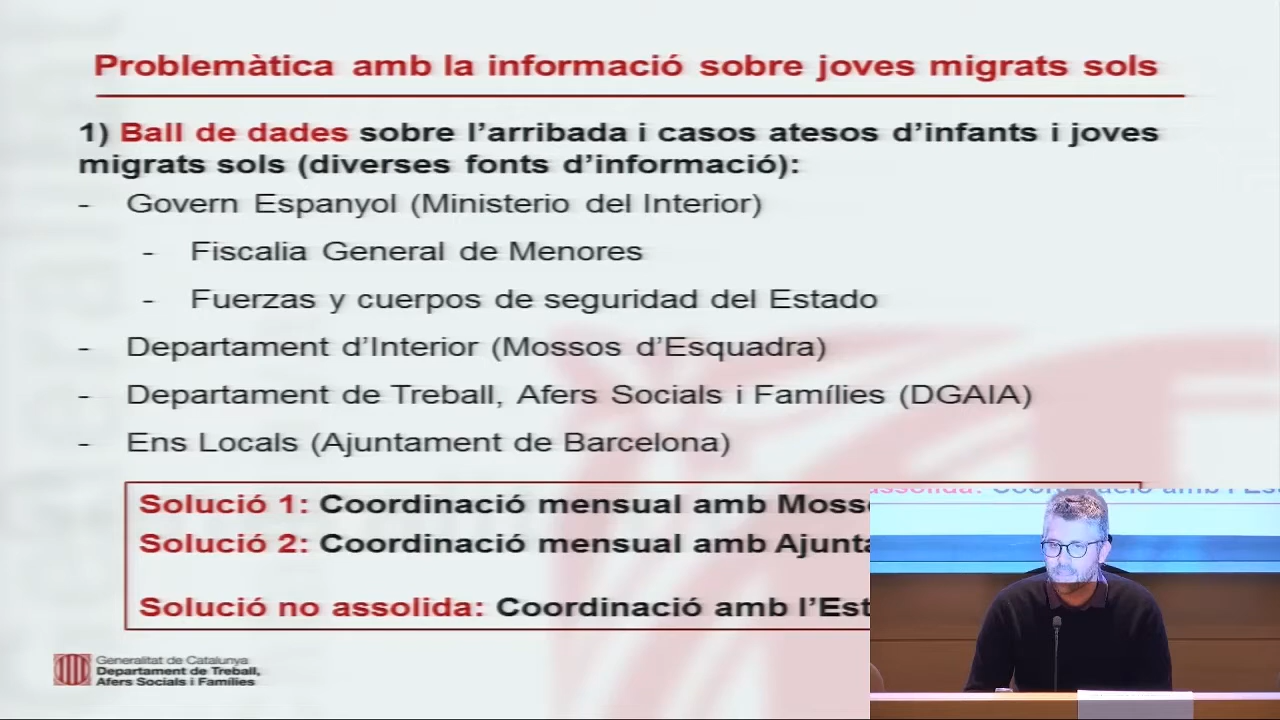 Problemàtica amb la informació sobre joves migrats sols
1) Ball de dades sobre l’arribada i casos atesos d’infants i joves
migrats sols (diverses fonts d’informació):
- Govern Espanyol (Ministerio del Interior)
- Fiscalia General de Menores
- Fuerzas y cuerpos de seguridad del Estado
- Departament d’Interior (Mossos d’Esquadra)
- Departament de Treball, Afers Socials i Famílies (DGAIA)
- Ens Locals (Ajuntament de Barcelona)
Solució 1: Coordinació mensual amb Moss
Solució 2: Coordinació mensual amb Ajunt
Solució no assolida: Coordinació amb l’Est
Generalitat de Catalunya
Departament de Treball,
Afers Socials i Famílies